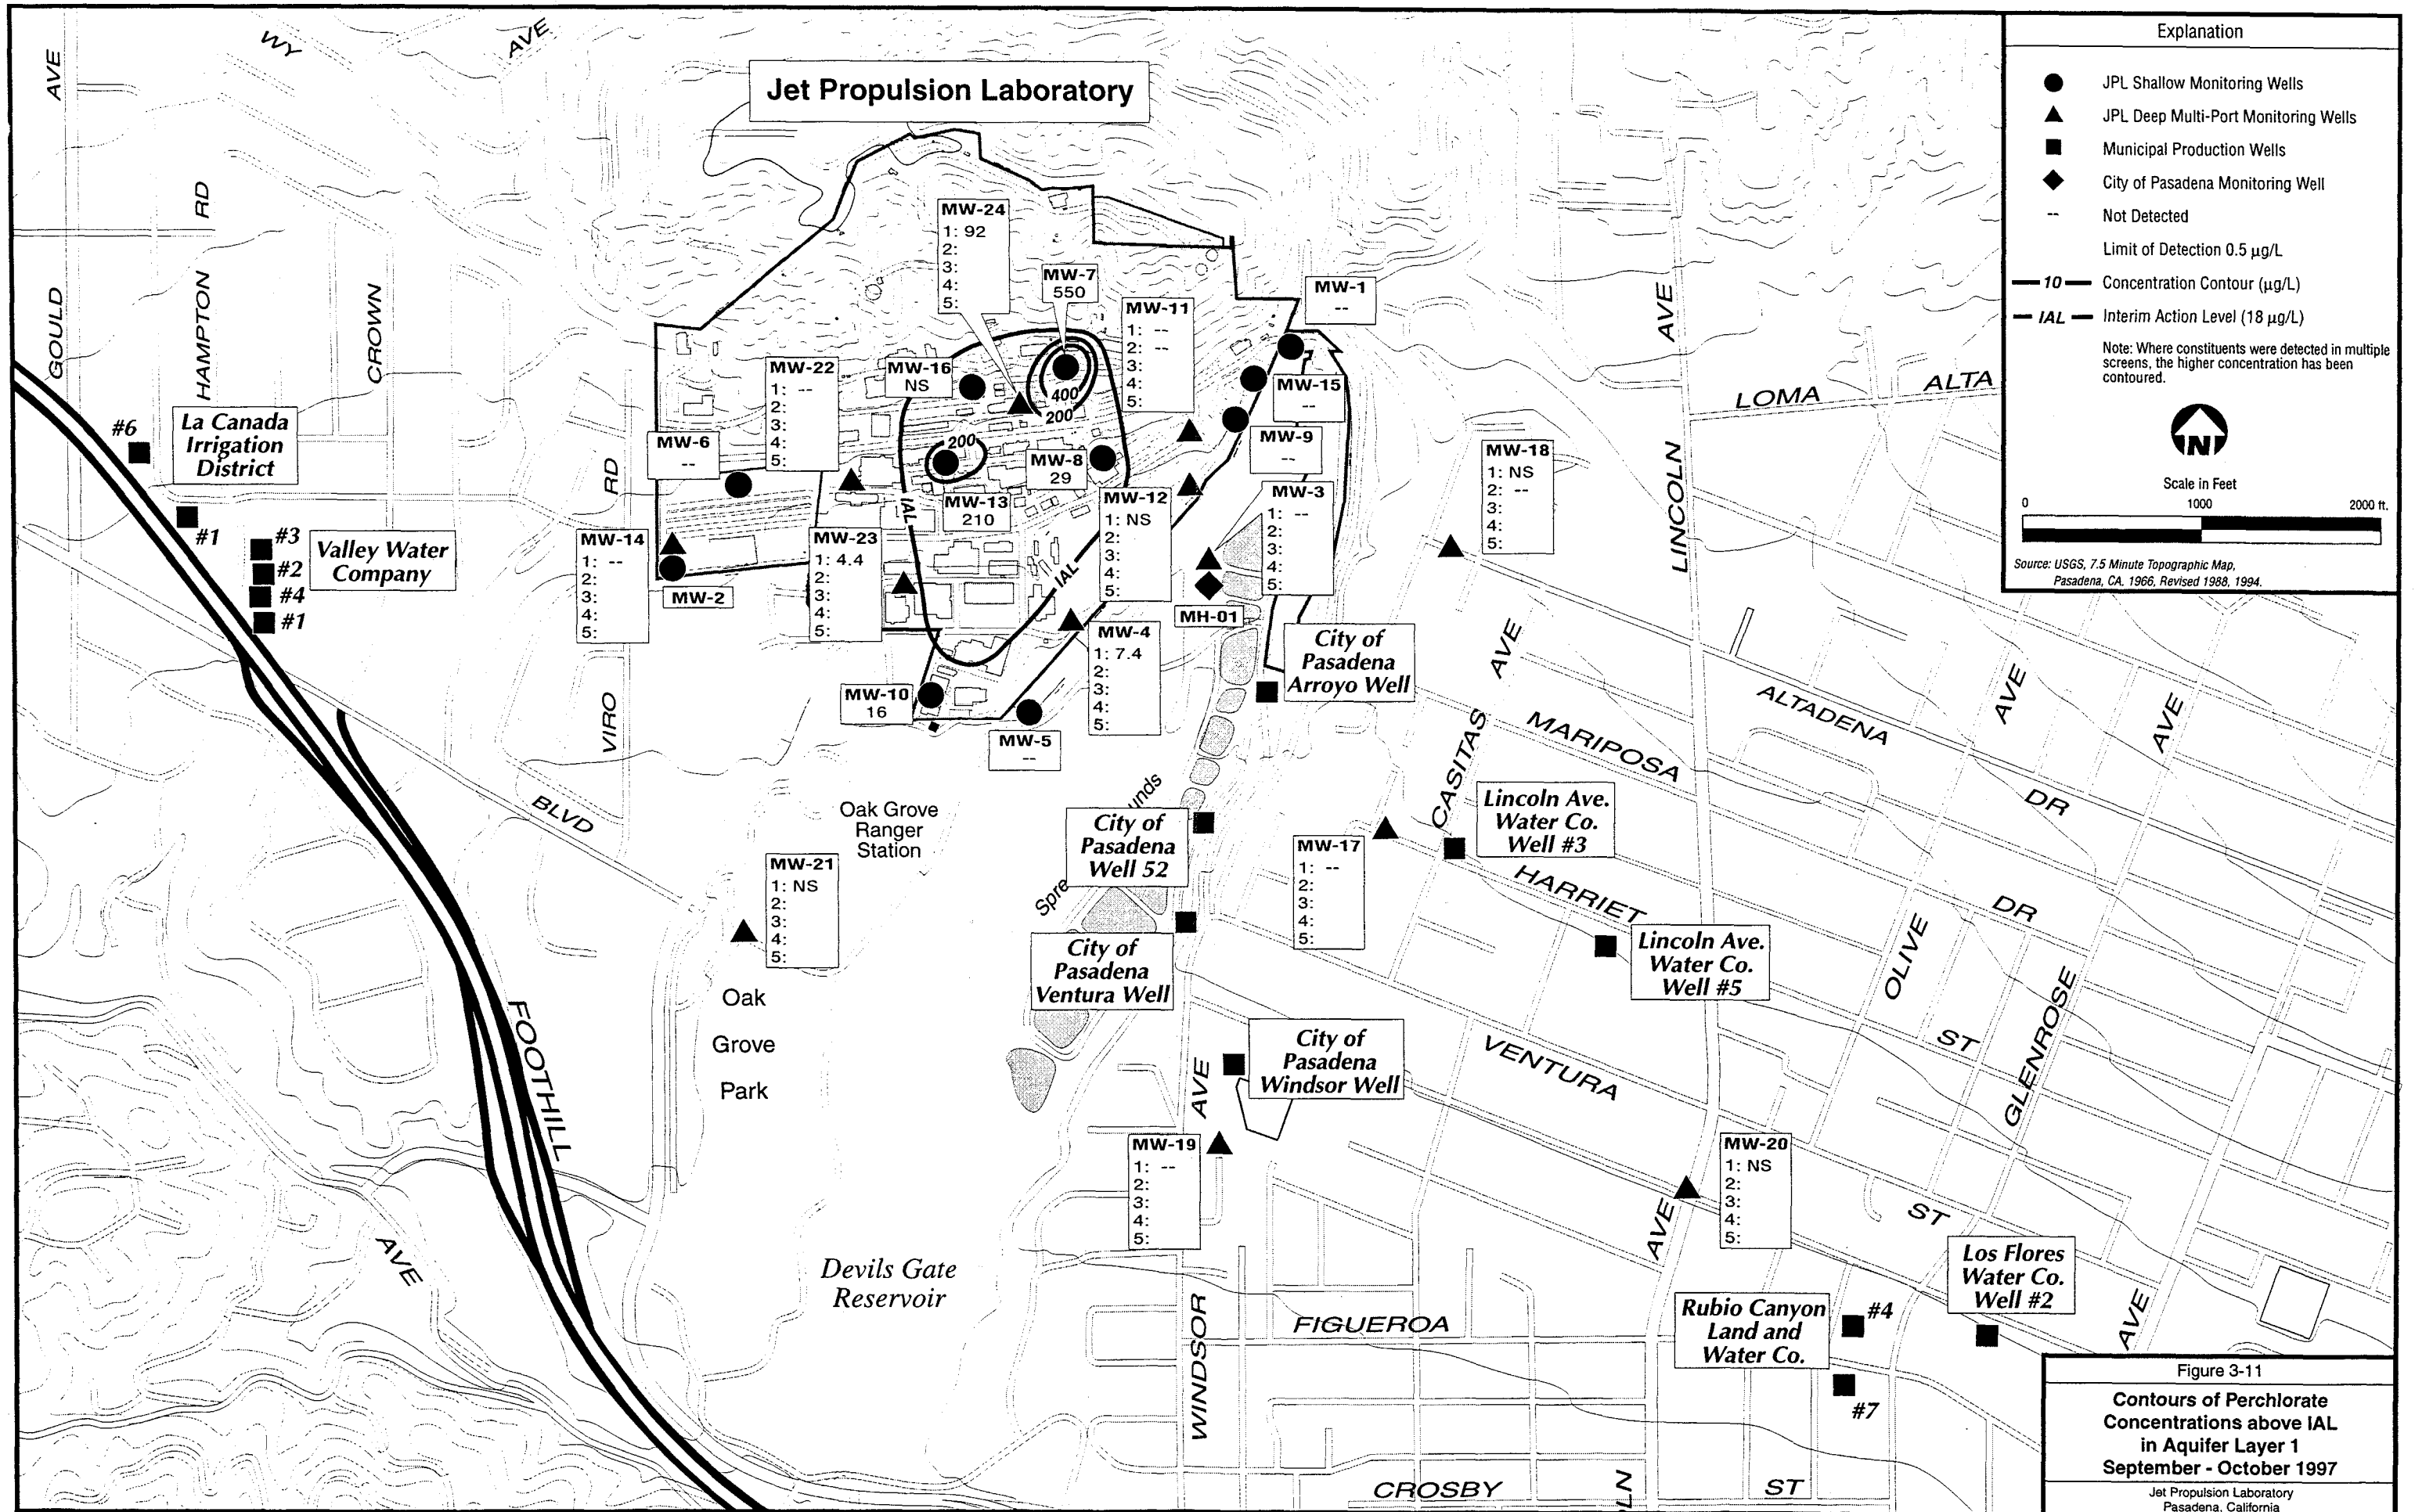 Explanation
JPL Shallow Monitoring Wells
JPL Deep Multi-Port Monitoring Wells
Municipal Production Wells
City of Pasadena Monitoring Well
-- Not Detected
Limit of Detection 0.5 µg/L
10 Concentration Contour (µg/L)
IAL Interim Action Level (18 µg/L)
Note: Where constituents were detected in multiple
screens, the higher concentration has been
contoured.
N
Scale in Feet
0 1000 2000 ft.
Source: USGS, 7.5 Minute Topographic Map,
Pasadena, CA. 1966, Revised 1988, 1994.
Jet Propulsion Laboratory
AVE
WY
AVE
GOULD
HAMPTON RD
CROWN
MW-24
1: 92
2:
3:
4:
5:
MW-7
550
MW-11
1: --
2: --
3:
4:
5:
MW-1
--
MW-22
1: --
2:
3:
4:
5:
MW-16
NS
400
200
MW-15
--
MW-6
--
200
MW-8
29
MW-9
--
MW-13
210
MW-12
1: NS
2:
3:
4:
5:
MW-3
1: --
2:
3:
4:
5:
MW-18
1: NS
2: --
3:
4:
5:
AVE
LINCOLN
LOMA ALTA
#6
La Canada
Irrigation
District
#1
#3
#2
#4
#1
Valley Water
Company
RD
VIRO
MW-14
1: --
2:
3:
4:
5:
MW-2
MW-23
1: 4.4
2:
3:
4:
5:
IAL
IAL
MW-4
1: 7.4
2:
3:
4:
5:
MH-01
City of
Pasadena
Arroyo Well
MW-10
16
MW-5
--
AVE
CASITAS
MARIPOSA
ALTADENA
DR
AVE
AVE
BLVD
Oak Grove
Ranger
Station
City of
Pasadena
Well 52
Spre
unds
MW-17
1: --
2:
3:
4:
5:
Lincoln Ave.
Water Co.
Well #3
HARRIET
DR
MW-21
1: NS
2:
3:
4:
5:
City of
Pasadena
Ventura Well
Lincoln Ave.
Water Co.
Well #5
OLIVE
ST
GLENROSE
Oak
Grove
Park
FOOTHILL
AVE
City of
Pasadena
Windsor Well
VENTURA
AVE
MW-19
1: --
2:
3:
4:
5:
MW-20
1: NS
2:
3:
4:
5:
AVE
ST
Devils Gate
Reservoir
WINDSOR
FIGUEROA
Rubio Canyon
Land and
Water Co.
#4
#7
Los Flores
Water Co.
Well #2
AVE
CROSBY
LN
ST
Figure 3-11
Contours of Perchlorate
Concentrations above IAL
in Aquifer Layer 1
September - October 1997
Jet Propulsion Laboratory
Pasadena, California